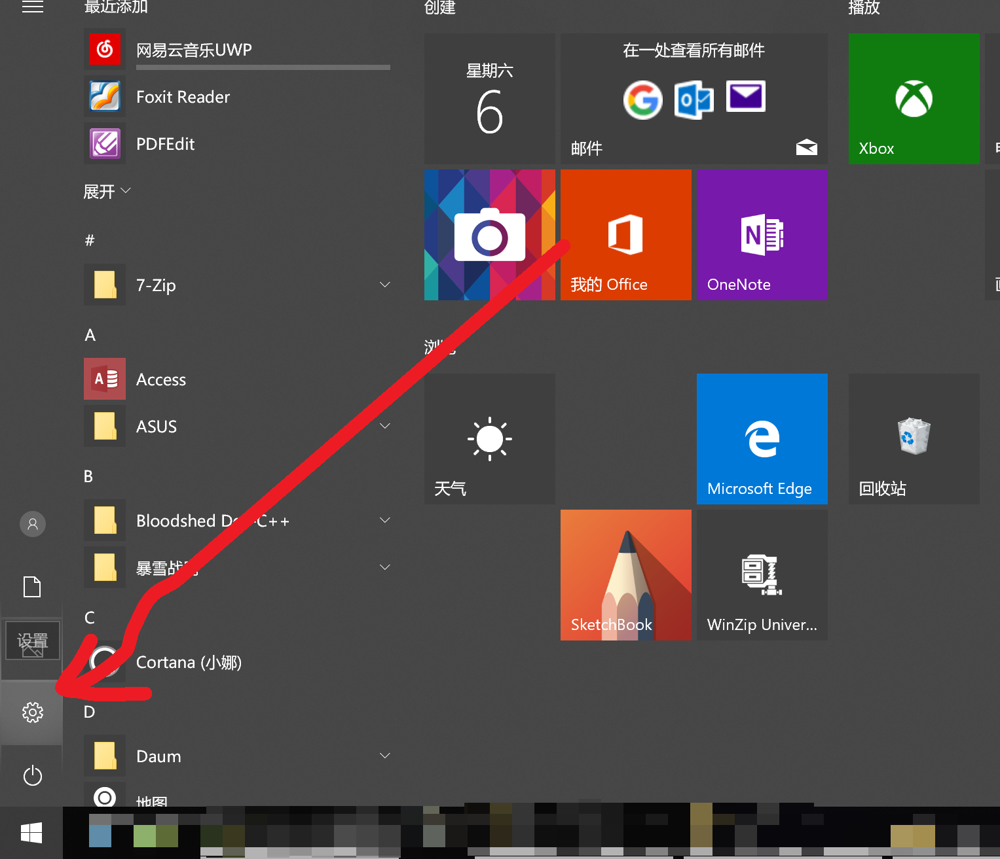 最近添加
网易云音乐UWP
Foxit Reader
PDFEdit
展开
#
7-Zip
A
Access
ASUS
B
Bloodshed Dev-C++
暴雪战网
C
Cortana (小娜)
D
Daum
地图
设置
创建
星期六
6
在一处查看所有邮件
邮件
我的 Office
OneNote
浏览
天气
Microsoft Edge
SketchBook
WinZip Univer...
播放
Xbox
回收站